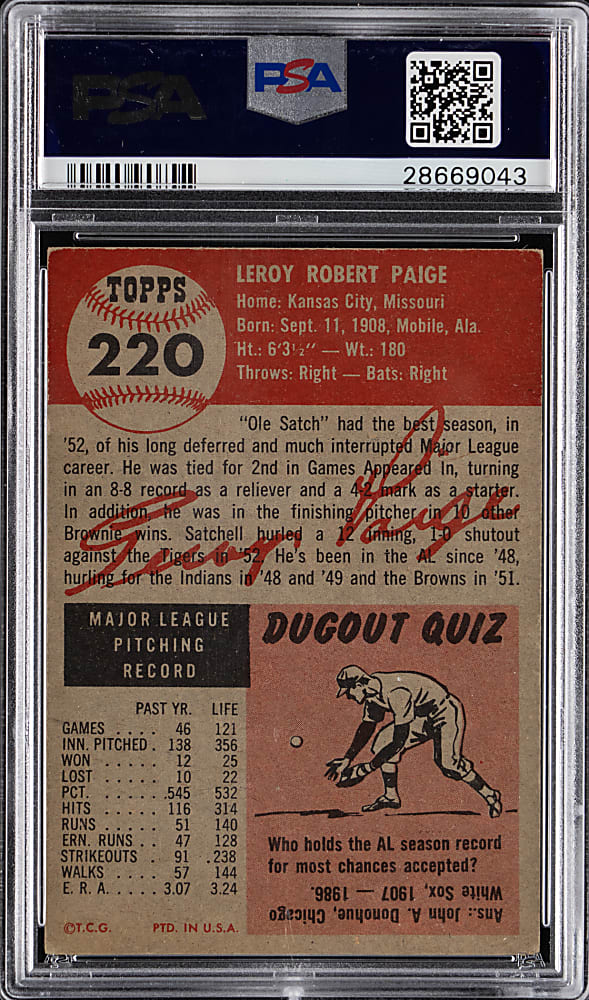 PSA
PSA
28669043
TOPPS
220
LEROY ROBERT PAIGE
Home: Kansas City, Missouri
Born: Sept. 11, 1908, Mobile, Ala.
Ht.: 6'3½" — Wt.: 180
Throws: Right — Bats: Right
"Ole Satch" had the best season, in
'52, of his long deferred and much interrupted Major League
career. He was tied for 2nd in Games Appeared In, turning
in an 8-8 record as a reliever and a 4-2 mark as a starter.
In addition, he was in the finishing pitcher in 10 other
Brownie wins. Satchell hurled a 12 inning, 1-0 shutout
against the Tigers in '52. He's been in the AL since '48,
hurling for the Indians in '48 and '49 and the Browns in '51.
MAJOR LEAGUE
PITCHING
RECORD
PAST YR. LIFE
GAMES . . . . 46 121
INN. PITCHED . 138 356
WON . . . . . 12 25
LOST . . . . . 10 22
PCT. . . . . . .545 532
HITS . . . . . 116 314
RUNS . . . . . 51 140
ERN. RUNS . . 47 128
STRIKEOUTS . 91 .238
WALKS . . . . 57 144
E. R. A. . . . . 3.07 3.24
©T.C.G. PTD. IN U.S.A.
DUGOUT QUIZ
Who holds the AL season record
for most chances accepted?
Ans.: John A. Donohue, Chicago
White Sox, 1907 — 1986.